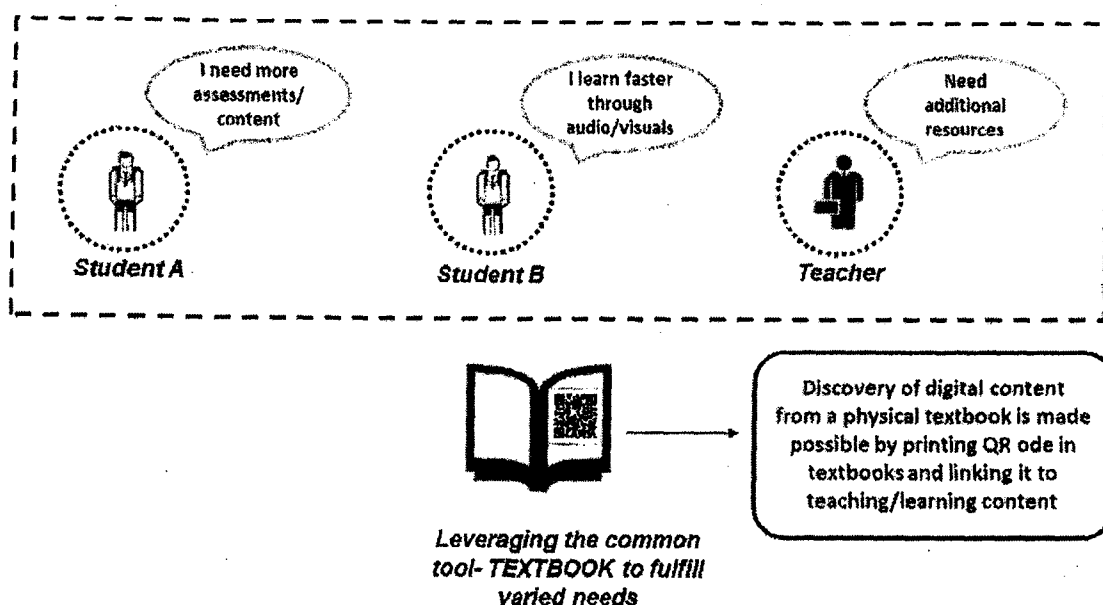 I need more
assessments/
content
I learn faster
through
audio/visuals
Need
additional
resources
Student A
Student B
Teacher
Discovery of digital content
from a physical textbook is made
possible by printing QR ode in
textbooks and linking it to
teaching/learning content
Leveraging the common
tool- TEXTBOOK to fulfill
varied needs